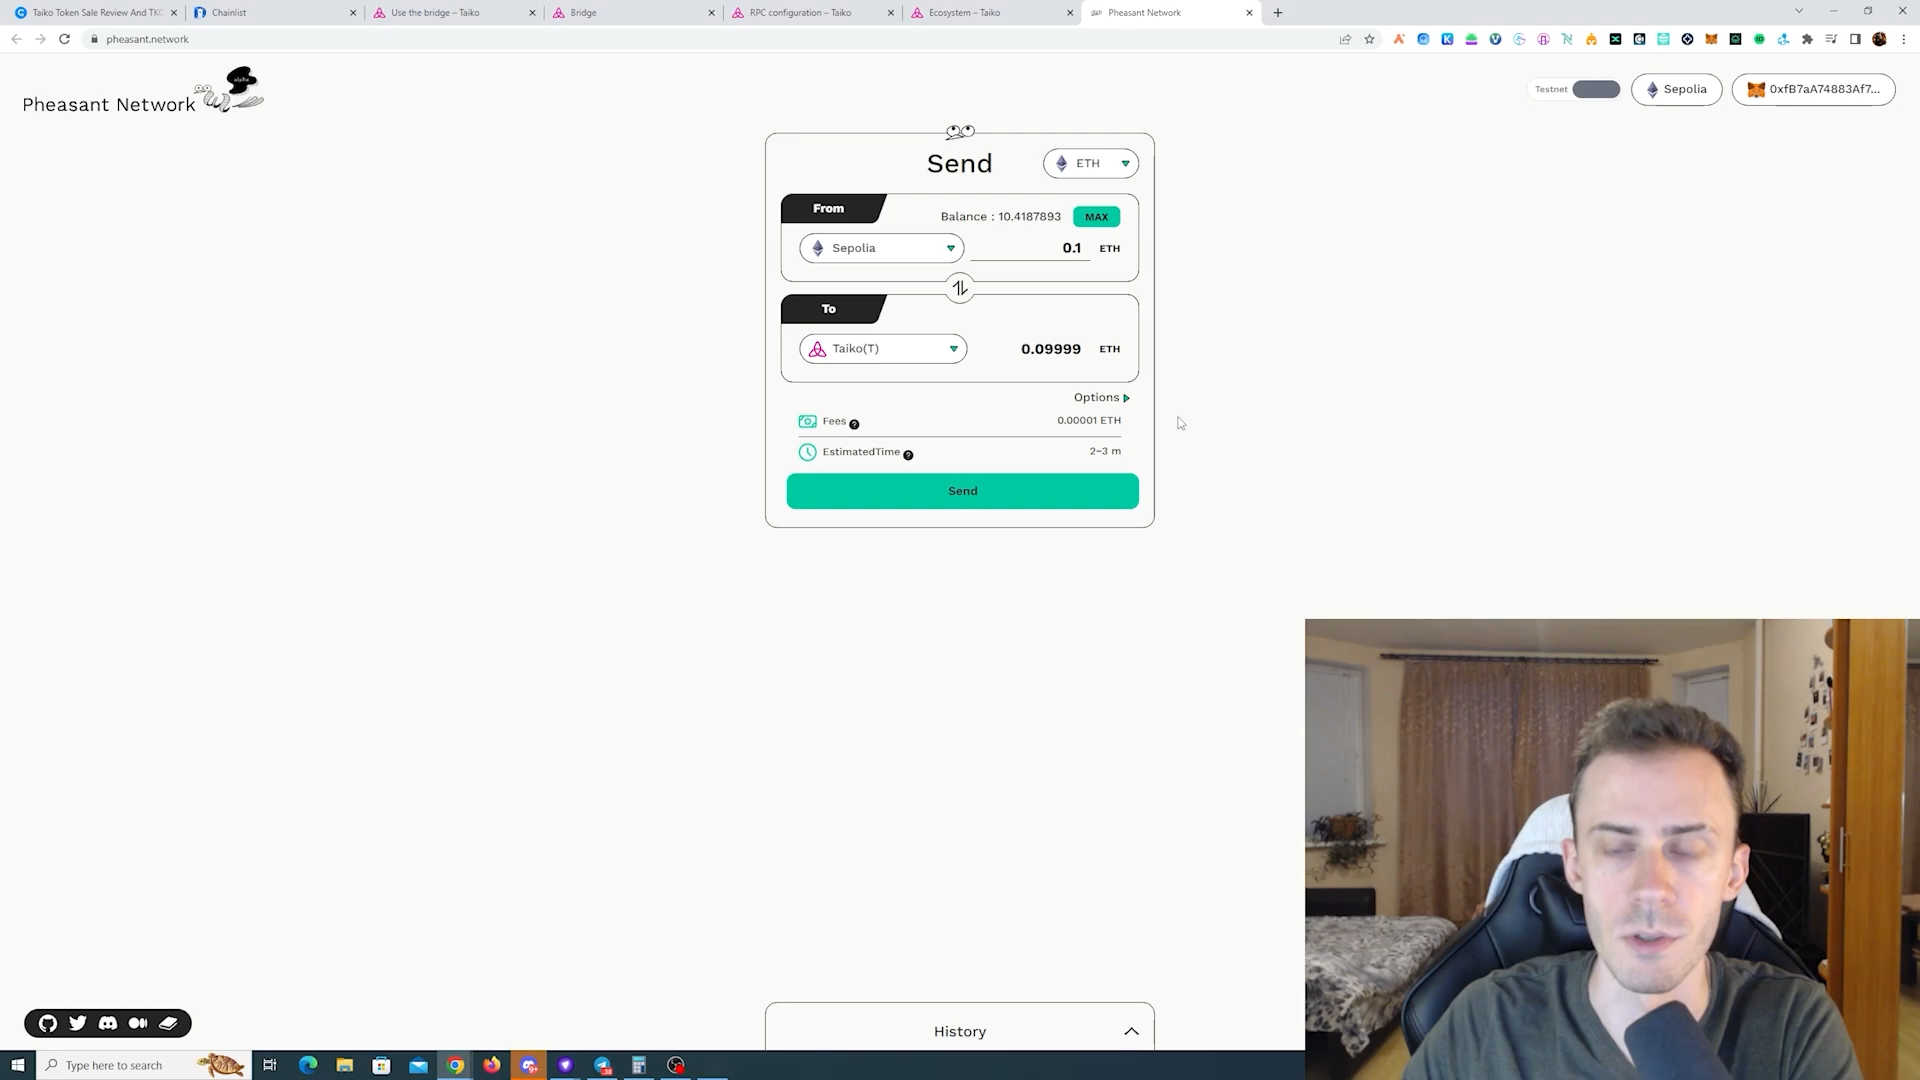 Taiko Token Sale Review And TKO
Chainlist
Use the bridge – Taiko
Bridge
RPC configuration – Taiko
Ecosystem – Taiko
Pheasant Network
pheasant.network
Pheasant Network
alpha
Testnet
Sepolia
0xfB7aA74883Af7...
Send
ETH
From
Balance : 10.4187893
MAX
Sepolia
0.1
ETH
To
Taiko(T)
0.09999
ETH
Options
Fees
0.00001 ETH
EstimatedTime
2~3 m
Send
History
Type here to search